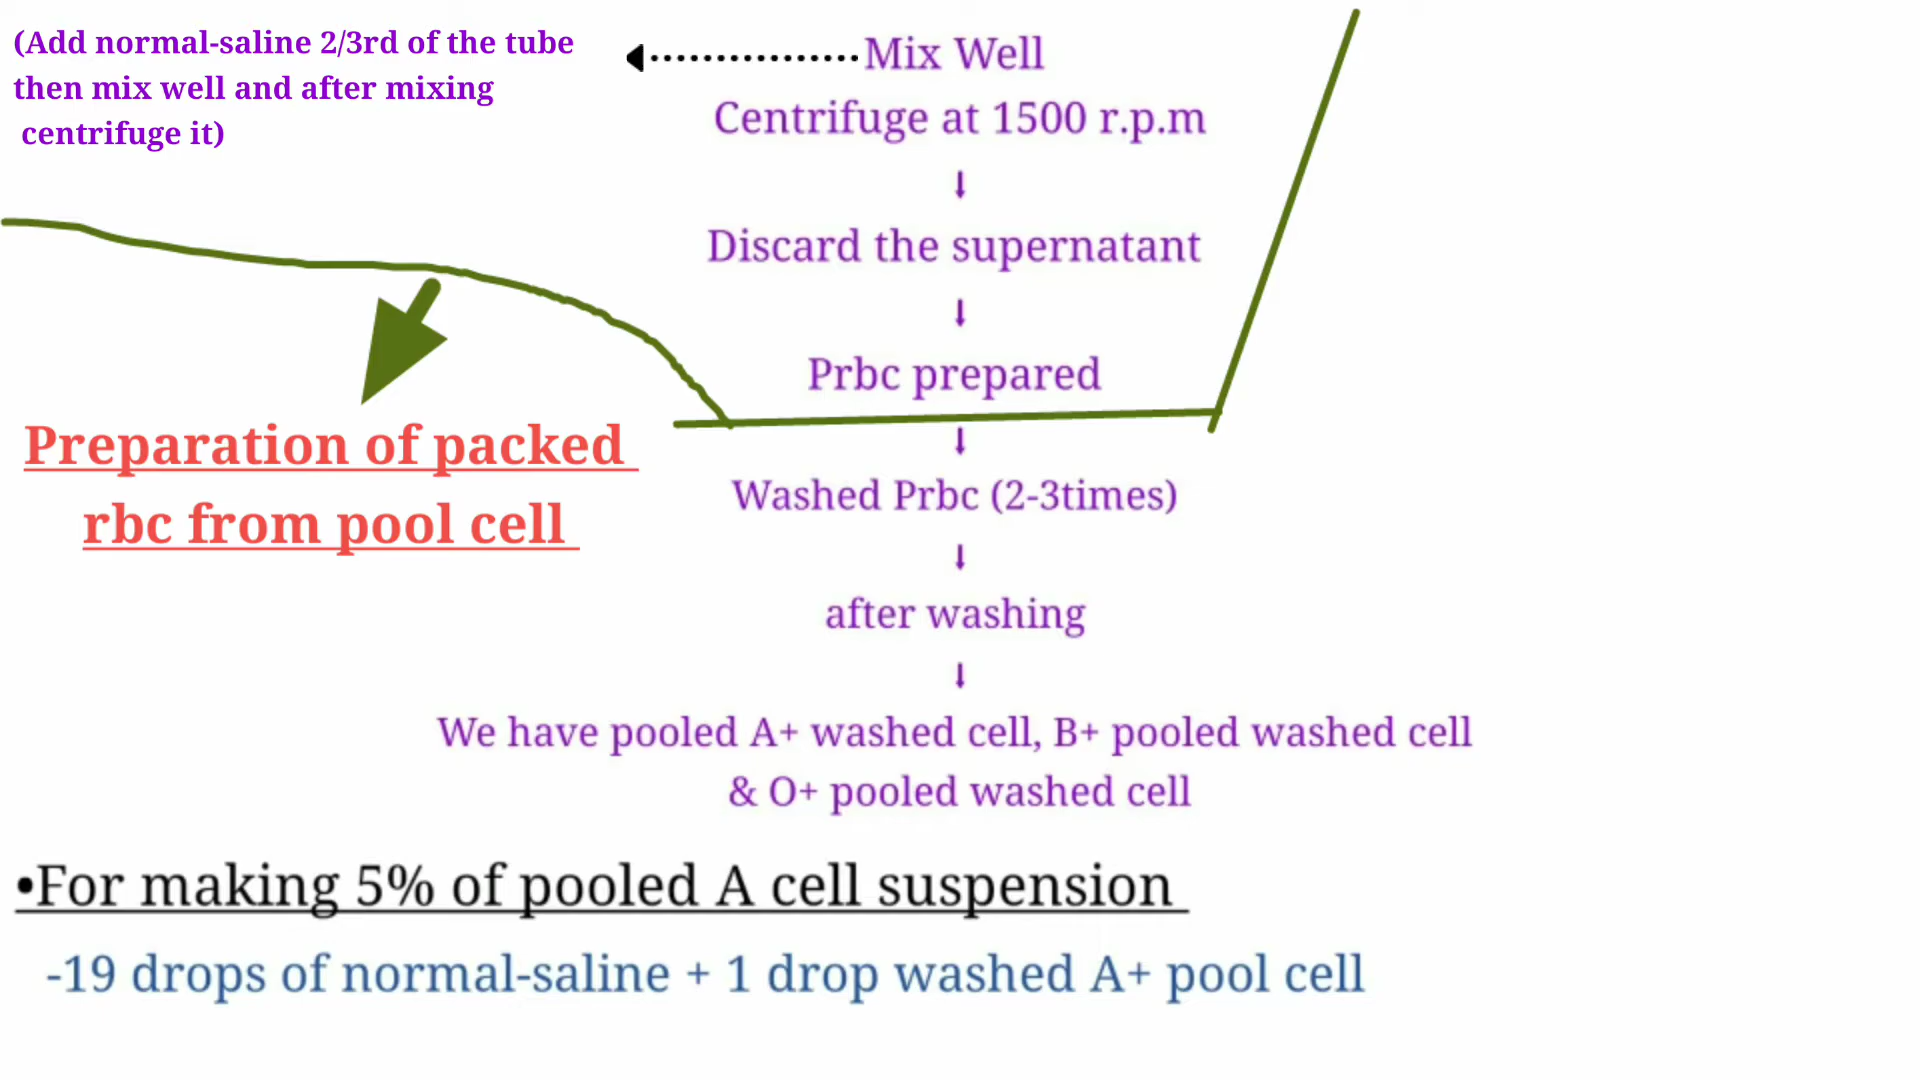 (Add normal-saline 2/3rd of the tube
then mix well and after mixing
centrifuge it)
Mix Well
Centrifuge at 1500 r.p.m
Discard the supernatant
Prbc prepared
Preparation of packed
rbc from pool cell
Washed Prbc (2-3times)
after washing
We have pooled A+ washed cell, B+ pooled washed cell
& O+ pooled washed cell
•For making 5% of pooled A cell suspension
-19 drops of normal-saline + 1 drop washed A+ pool cell